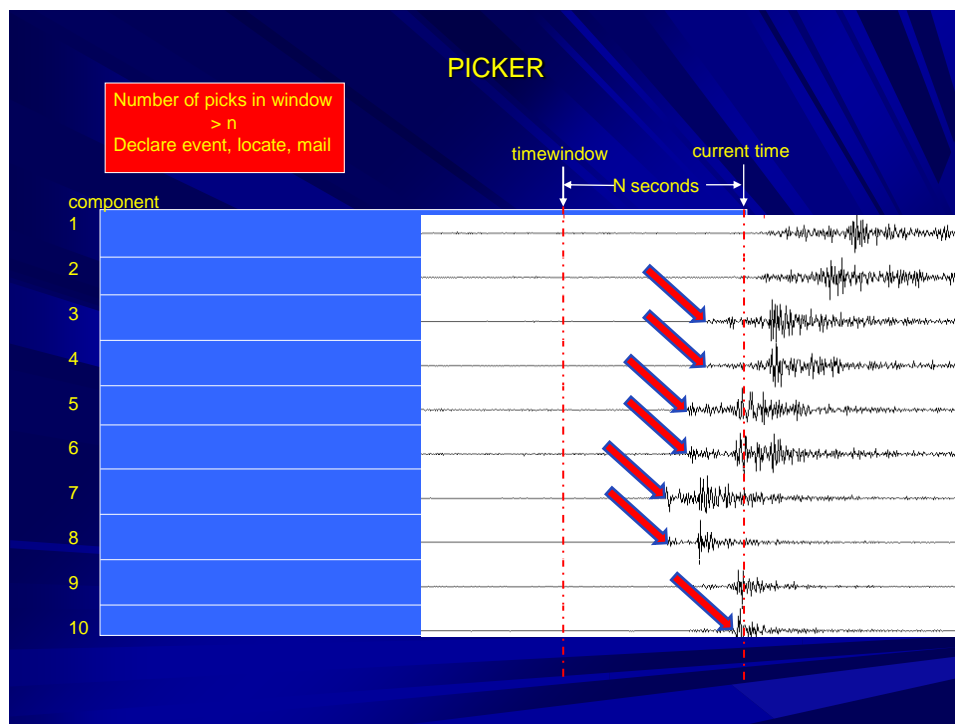 PICKER
Number of picks in window
> n
Declare event, locate, mail
timewindow
current time
N seconds
component
1
2
3
4
5
6
7
8
9
10